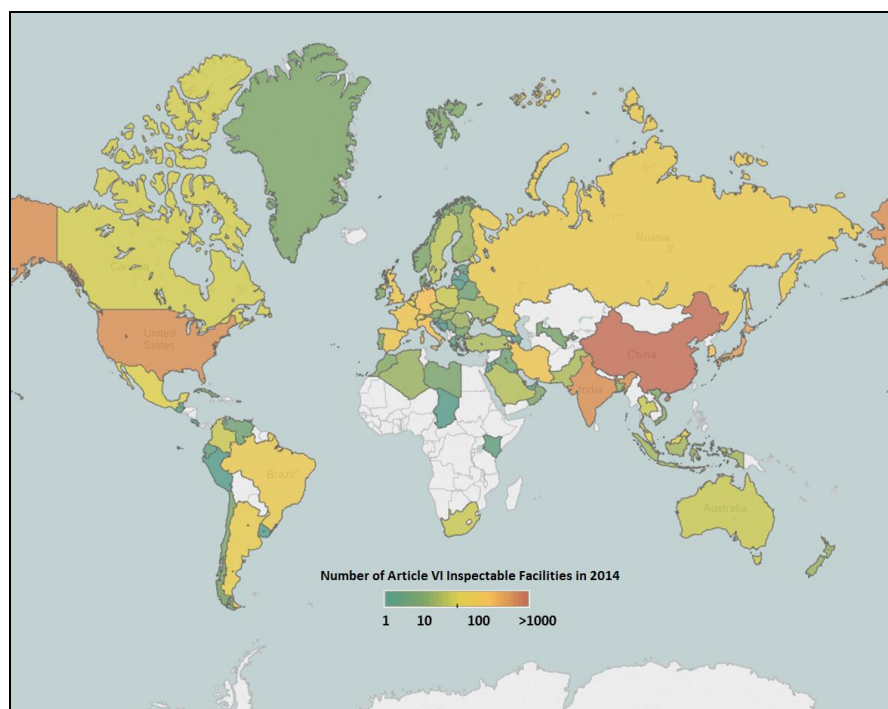 Canada
Russia
United
States
China
India
Brazil
Australia
Number of Article VI Inspectable Facilities in 2014
1 10 100 >1000